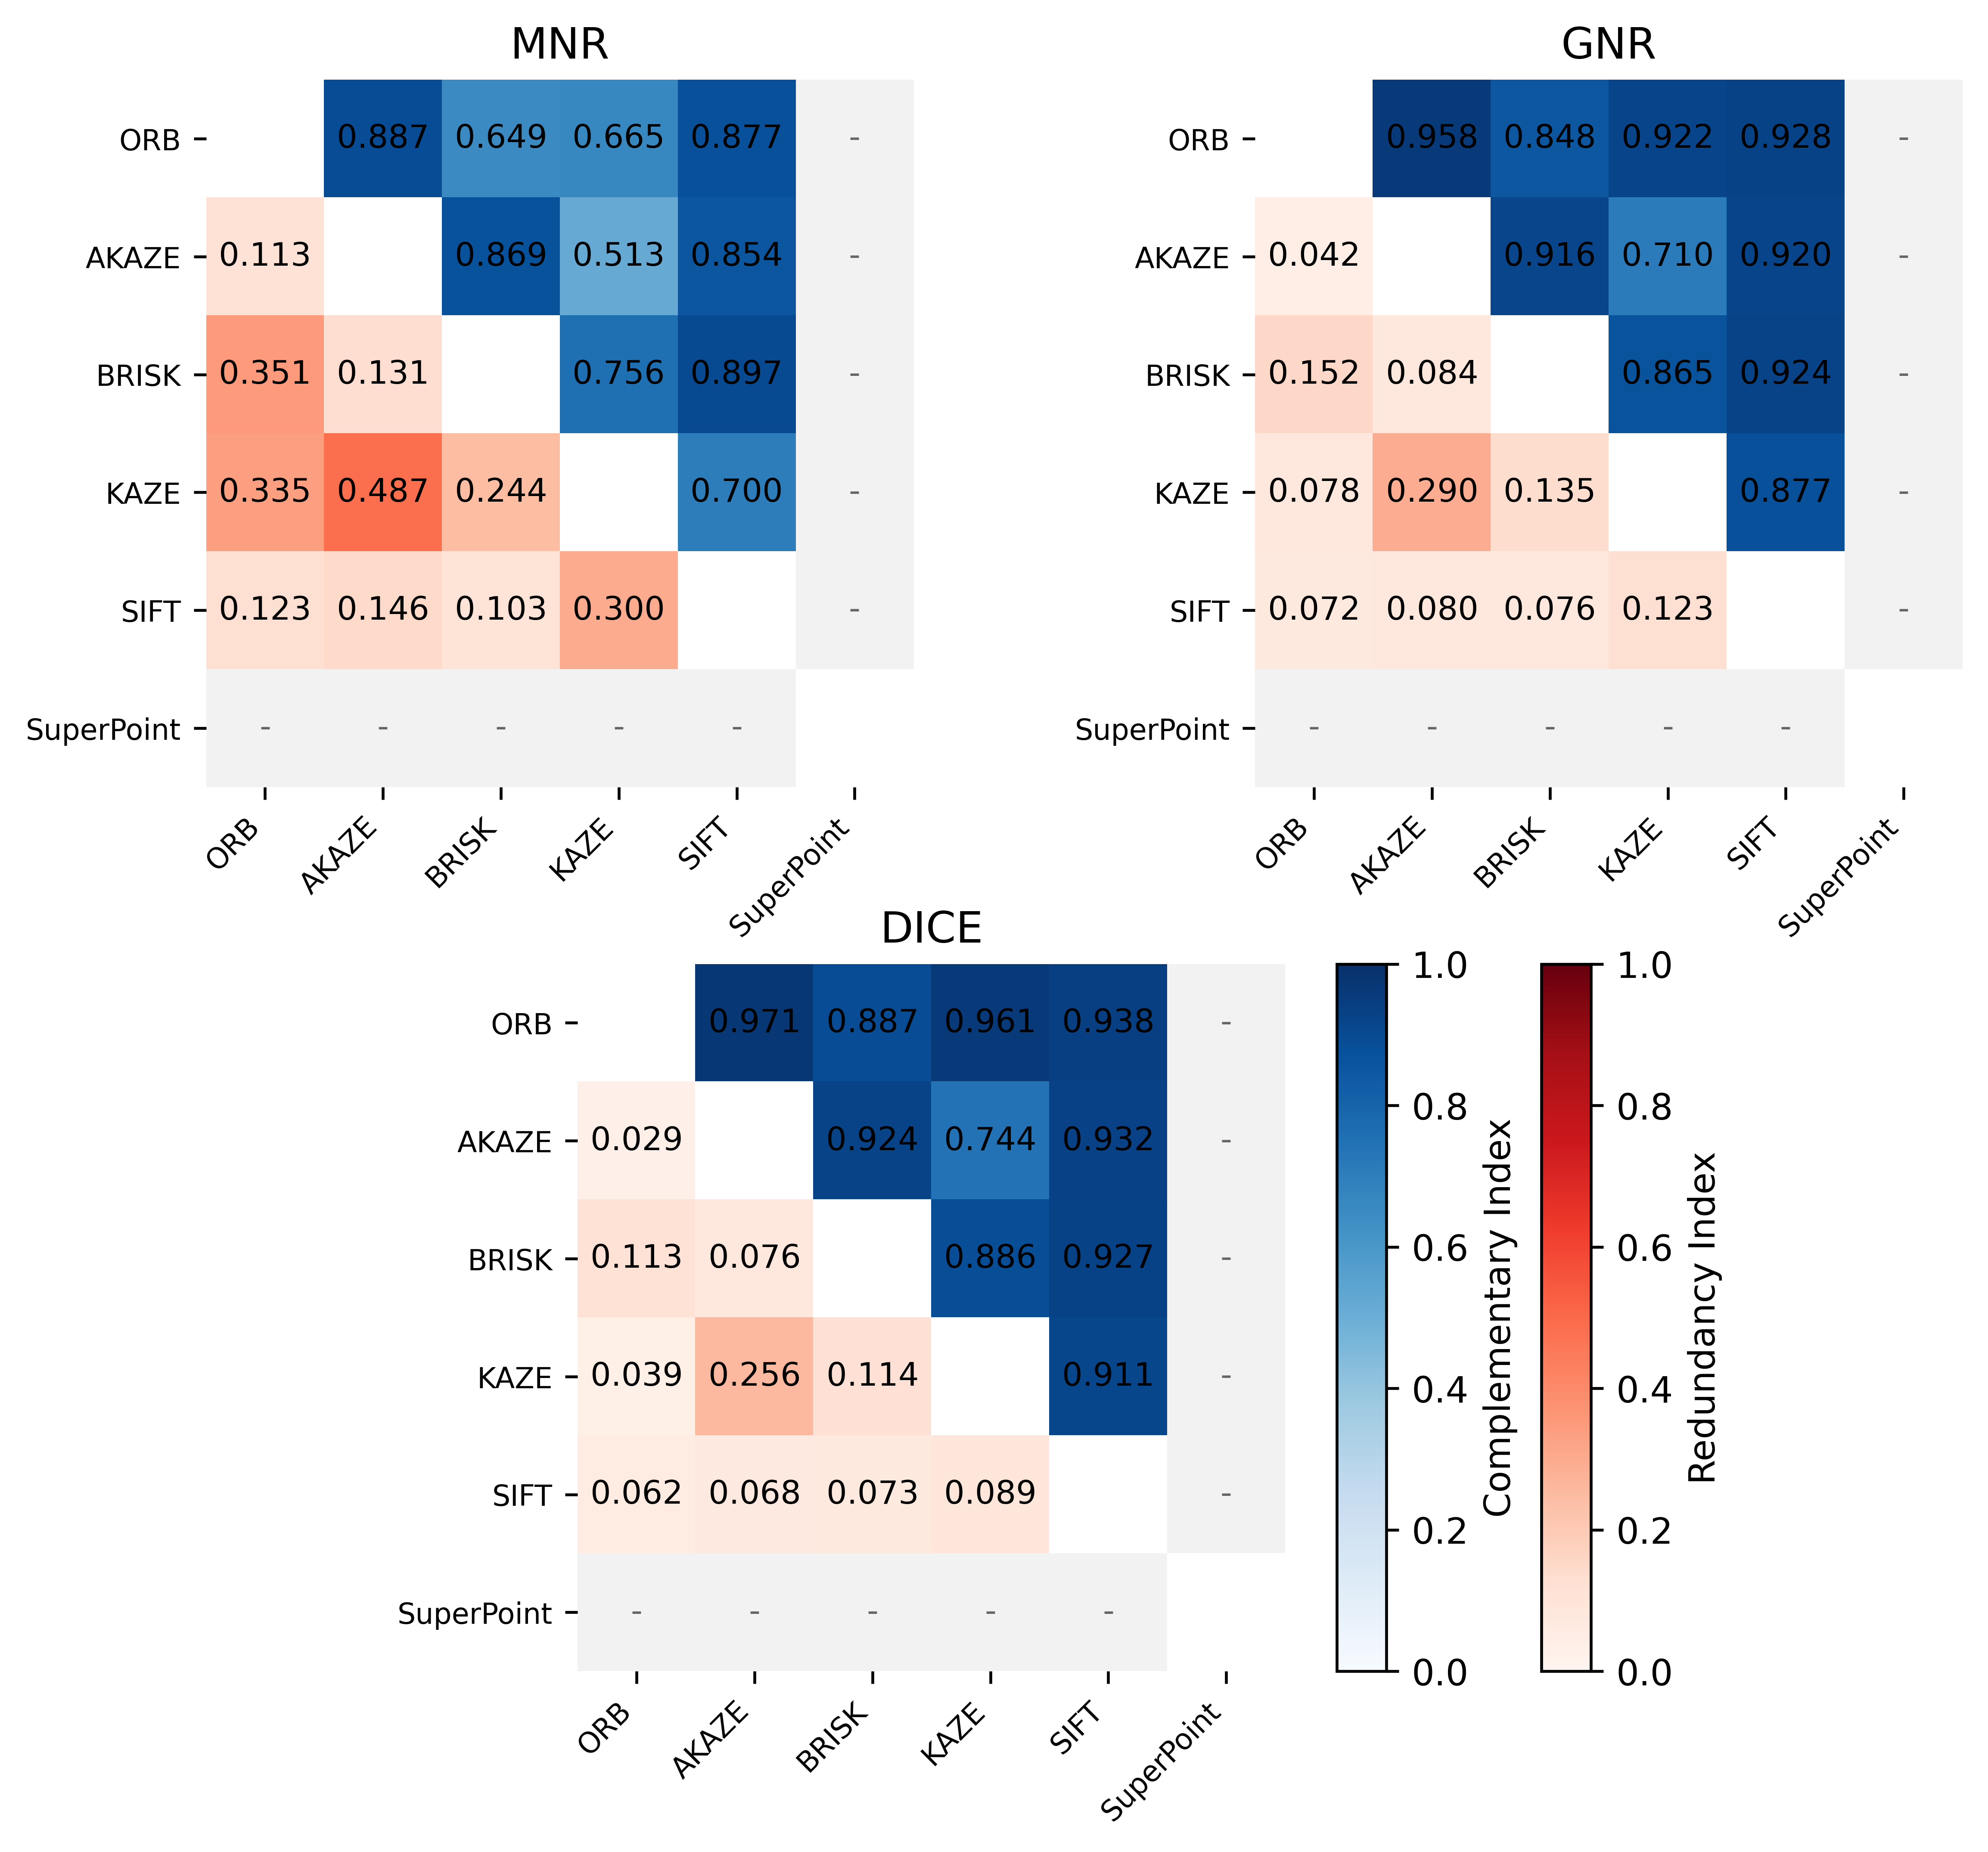 MNR
ORB 0.887 0.649 0.665 0.877 -
AKAZE 0.113 0.869 0.513 0.854 -
BRISK 0.351 0.131 0.756 0.897 -
KAZE 0.335 0.487 0.244 0.700 -
SIFT 0.123 0.146 0.103 0.300 -
SuperPoint - - - - -
ORB AKAZE BRISK KAZE SIFT SuperPoint
GNR
ORB 0.958 0.848 0.922 0.928 -
AKAZE 0.042 0.916 0.710 0.920 -
BRISK 0.152 0.084 0.865 0.924 -
KAZE 0.078 0.290 0.135 0.877 -
SIFT 0.072 0.080 0.076 0.123 -
SuperPoint - - - - -
ORB AKAZE BRISK KAZE SIFT SuperPoint
DICE
ORB 0.971 0.887 0.961 0.938 -
AKAZE 0.029 0.924 0.744 0.932 -
BRISK 0.113 0.076 0.886 0.927 -
KAZE 0.039 0.256 0.114 0.911 -
SIFT 0.062 0.068 0.073 0.089 -
SuperPoint - - - - -
ORB AKAZE BRISK KAZE SIFT SuperPoint
1.0
0.8
0.6
0.4
0.2
0.0
Complementary Index
1.0
0.8
0.6
0.4
0.2
0.0
Redundancy Index